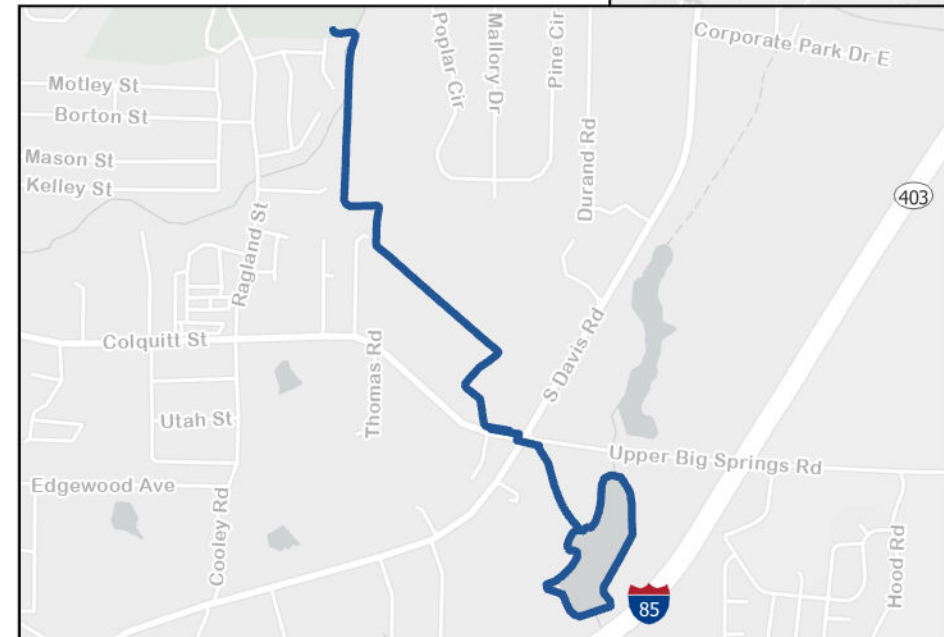 Poplar Cir
Mallory Dr
Pine Cir
Corporate Park Dr E
Motley St
Borton St
Mason St
Kelley St
Durand Rd
403
Ragland St
Colquitt St
Thomas Rd
S Davis Rd
Utah St
Upper Big Springs Rd
Edgewood Ave
Cooley Rd
Hood Rd
85